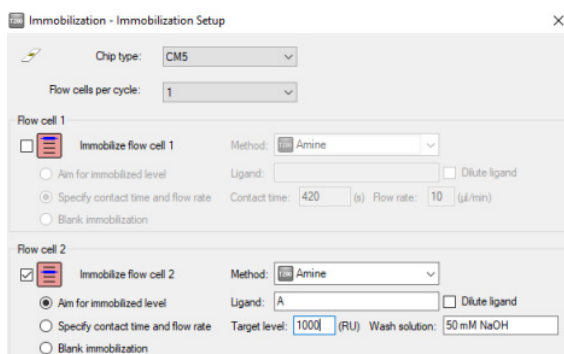 T200 Immobilization - Immobilization Setup
Chip type: CM5
Flow cells per cycle: 1
Flow cell 1
Immobilize flow cell 1 Method: T200 Amine
Aim for immobilized level Ligand: Dilute ligand
Specify contact time and flow rate Contact time: 420 (s) Flow rate: 10 (µl/min)
Blank immobilization
Flow cell 2
Immobilize flow cell 2 Method: T200 Amine
Aim for immobilized level Ligand: A Dilute ligand
Specify contact time and flow rate Target level: 1000 (RU) Wash solution: 50 mM NaOH
Blank immobilization